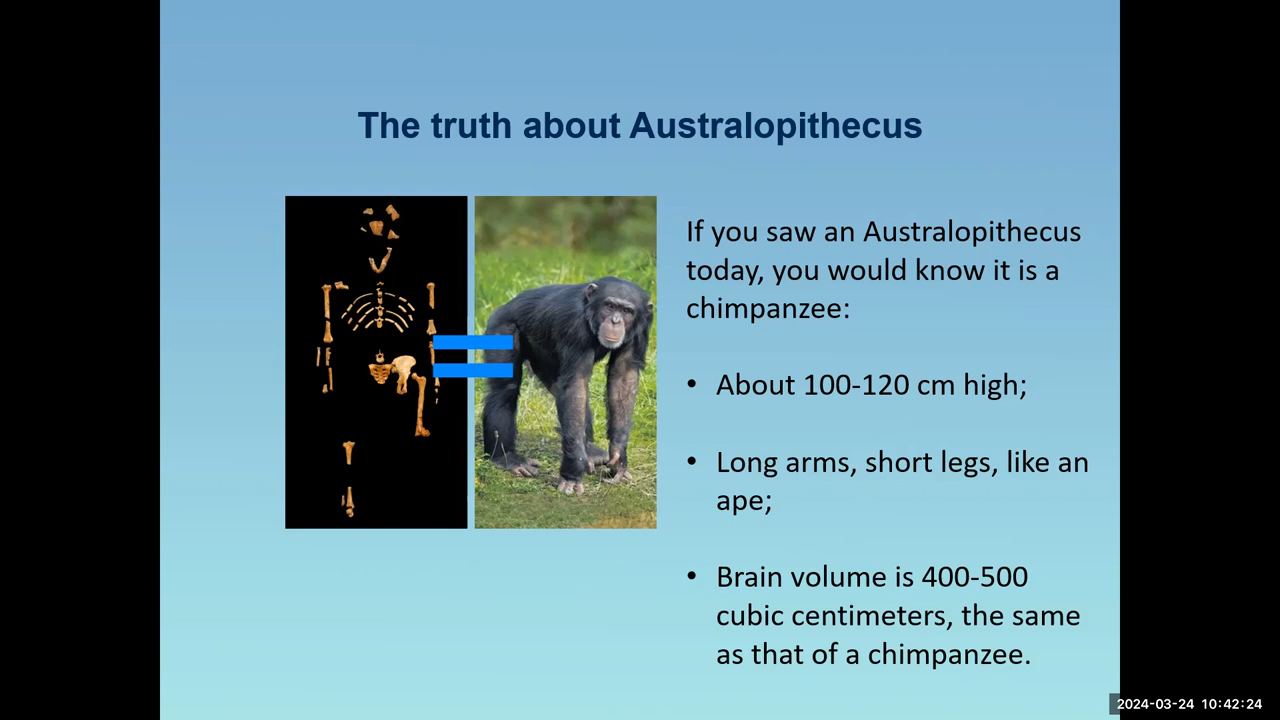 The truth about Australopithecus
If you saw an Australopithecus
today, you would know it is a
chimpanzee:
• About 100-120 cm high;
• Long arms, short legs, like an
ape;
• Brain volume is 400-500
cubic centimeters, the same
as that of a chimpanzee.
2024-03-24 10:42:24